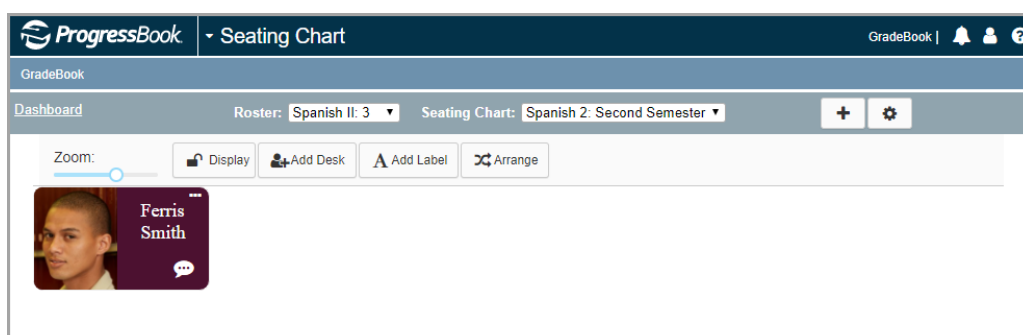 ProgressBook Seating Chart GradeBook |
GradeBook
Dashboard Roster: Spanish II: 3 Seating Chart: Spanish 2: Second Semester
Zoom: Display Add Desk A Add Label Arrange
Ferris
Smith